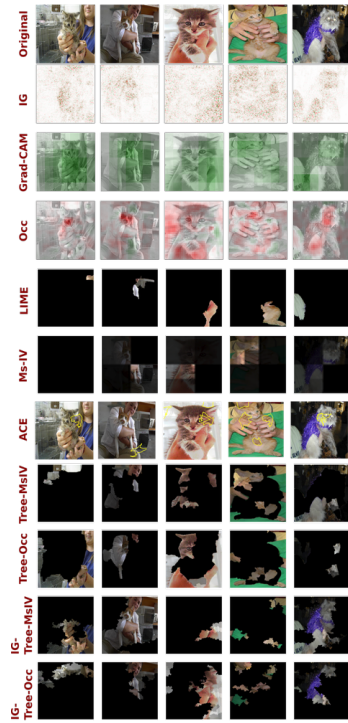 Original
IG
Grad-CAM
Occ
LIME
Ms-IV
ACE
Tree-MsIV
Tree-Occ
IG-
Tree-MsIV
IG-
Tree-Occ